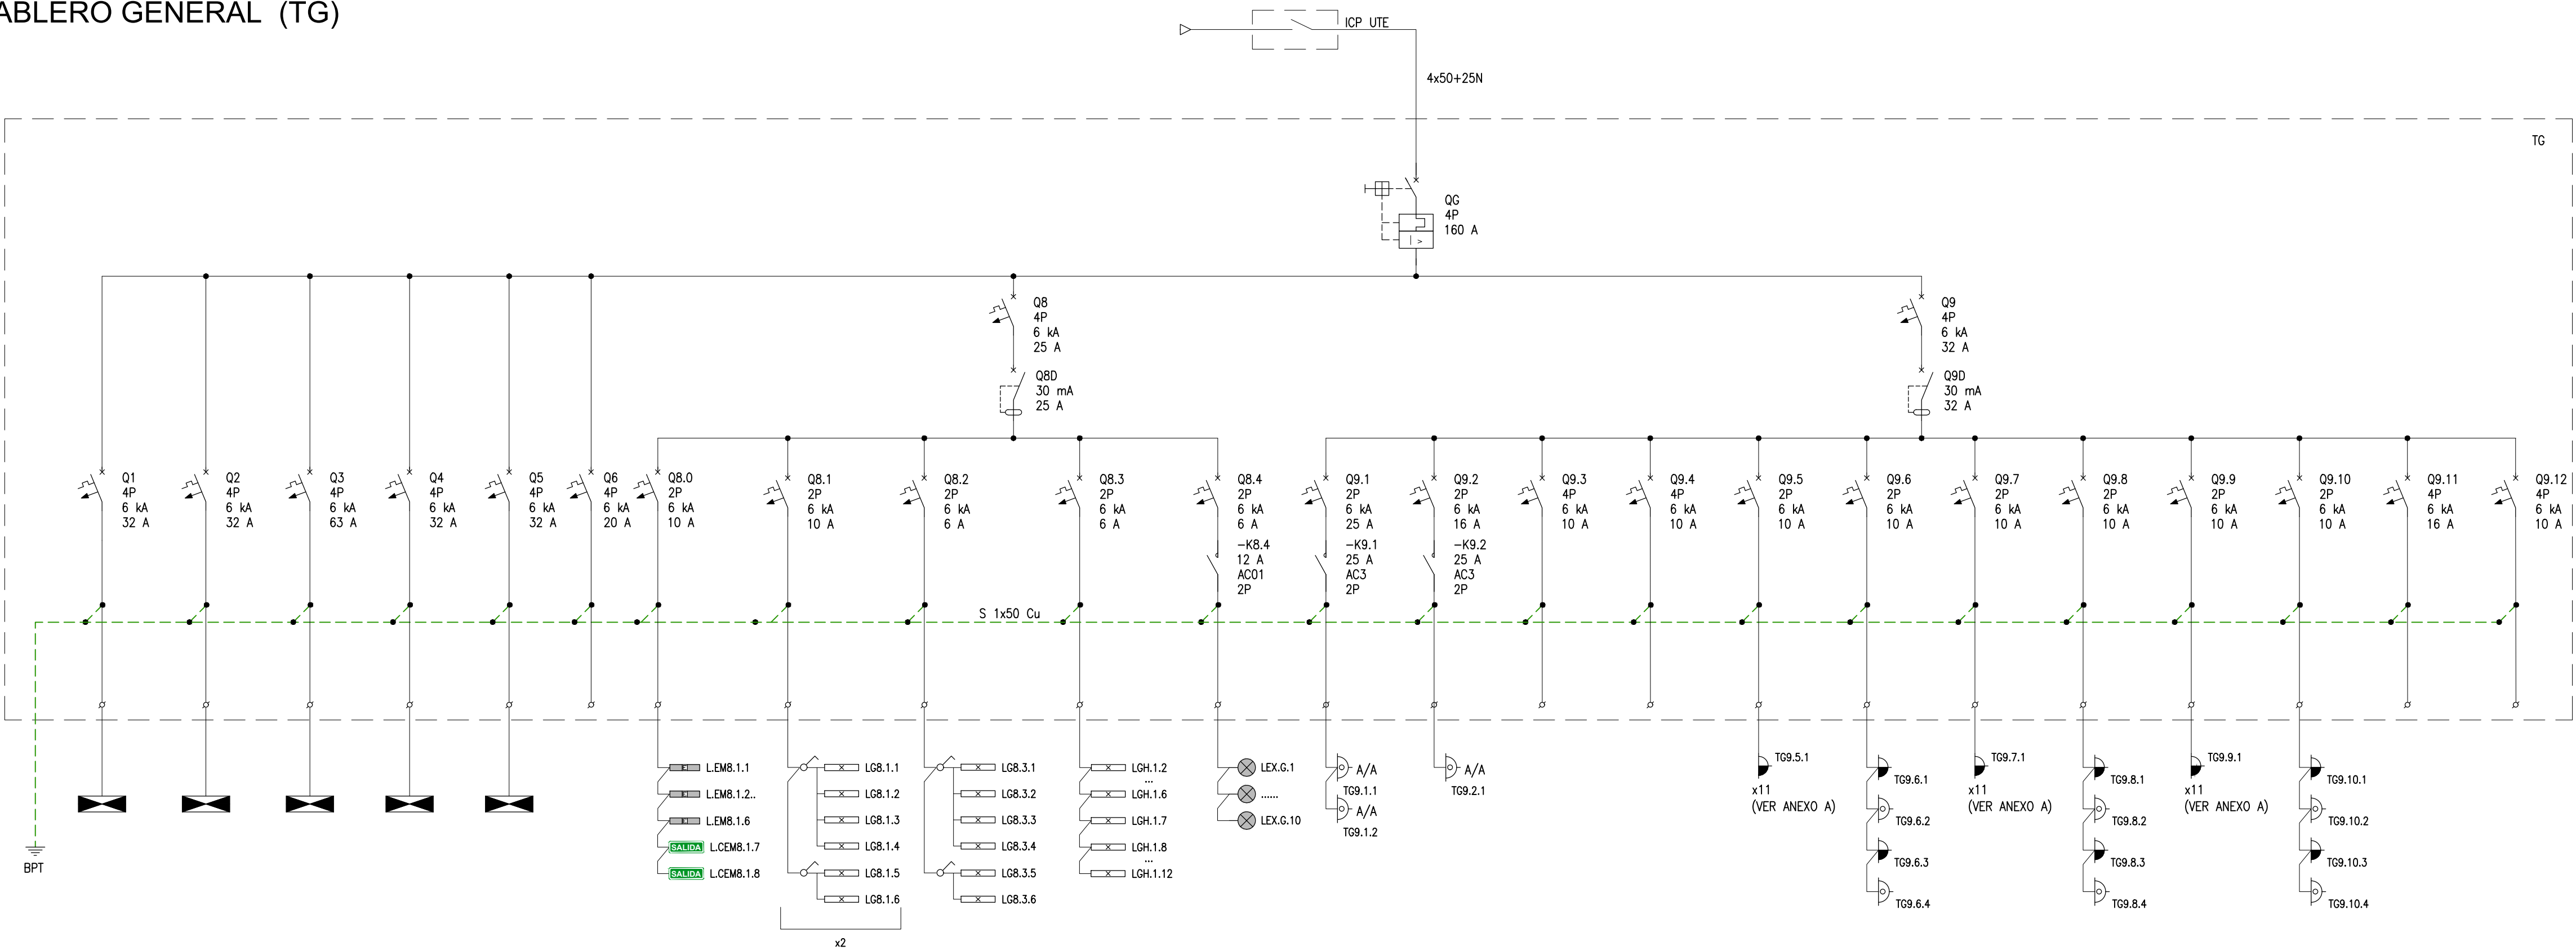 ABLERO GENERAL (TG)
ICP UTE
4x50+25N
TG
QG
4P
160 A
Q8
4P
6 kA
25 A
Q8D
30 mA
25 A
Q9
4P
6 kA
32 A
Q9D
30 mA
32 A
Q1
4P
6 kA
32 A
Q2
4P
6 kA
32 A
Q3
4P
6 kA
63 A
Q4
4P
6 kA
32 A
Q5
4P
6 kA
32 A
Q6
4P
6 kA
20 A
Q8.0
2P
6 kA
10 A
Q8.1
2P
6 kA
10 A
Q8.2
2P
6 kA
6 A
Q8.3
2P
6 kA
6 A
Q8.4
2P
6 kA
6 A
-K8.4
12 A
AC01
2P
Q9.1
2P
6 kA
25 A
-K9.1
25 A
AC3
2P
Q9.2
2P
6 kA
16 A
-K9.2
25 A
AC3
2P
Q9.3
4P
6 kA
10 A
Q9.4
4P
6 kA
10 A
Q9.5
2P
6 kA
10 A
Q9.6
2P
6 kA
10 A
Q9.7
2P
6 kA
10 A
Q9.8
2P
6 kA
10 A
Q9.9
2P
6 kA
10 A
Q9.10
2P
6 kA
10 A
Q9.11
4P
6 kA
16 A
Q9.12
4P
6 kA
10 A
S 1x50 Cu
BPT
L.EM8.1.1
L.EM8.1.2..
L.EM8.1.6
SALIDA L.CEM8.1.7
SALIDA L.CEM8.1.8
LG8.1.1
LG8.1.2
LG8.1.3
LG8.1.4
LG8.1.5
LG8.1.6
x2
LG8.3.1
LG8.3.2
LG8.3.3
LG8.3.4
LG8.3.5
LG8.3.6
LGH.1.2
...
LGH.1.6
LGH.1.7
LGH.1.8
...
LGH.1.12
LEX.G.1
......
LEX.G.10
A/A
TG9.1.1
A/A
TG9.1.2
A/A
TG9.2.1
TG9.5.1
x11
(VER ANEXO A)
TG9.6.1
TG9.6.2
TG9.6.3
TG9.6.4
TG9.7.1
x11
(VER ANEXO A)
TG9.8.1
TG9.8.2
TG9.8.3
TG9.8.4
TG9.9.1
x11
(VER ANEXO A)
TG9.10.1
TG9.10.2
TG9.10.3
TG9.10.4